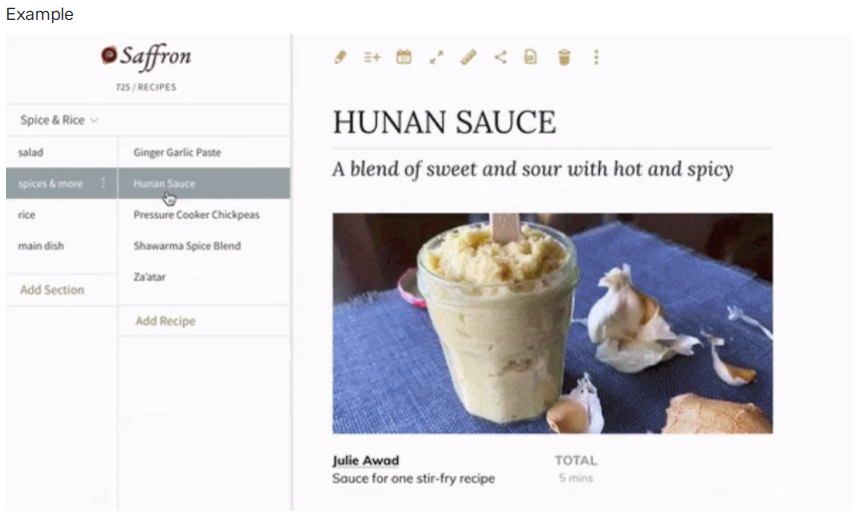 Example
Saffron
725 / RECIPES
Spice & Rice
salad
spices & more
rice
main dish
Add Section
Ginger Garlic Paste
Hunan Sauce
Pressure Cooker Chickpeas
Shawarma Spice Blend
Za'atar
Add Recipe
HUNAN SAUCE
A blend of sweet and sour with hot and spicy
Julie Awad
Sauce for one stir-fry recipe
TOTAL
5 mins